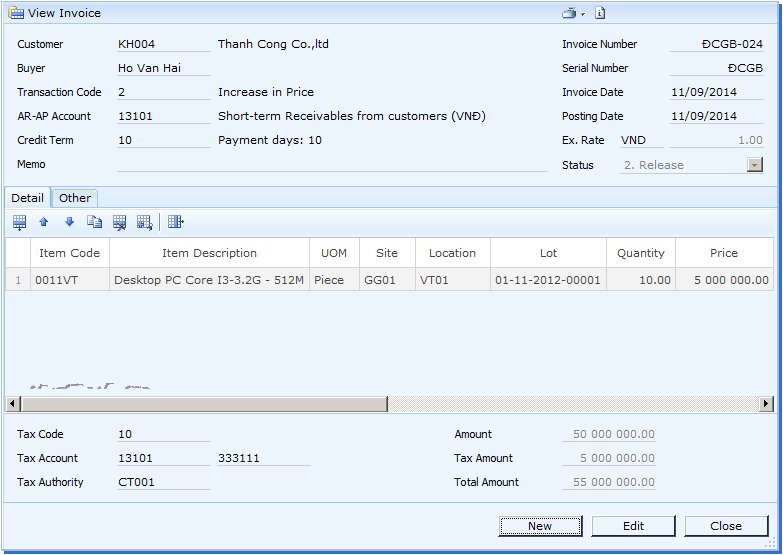 View Invoice
Customer KH004 Thanh Cong Co.,ltd Invoice Number ĐCGB-024
Buyer Ho Van Hai Serial Number ĐCGB
Transaction Code 2 Increase in Price Invoice Date 11/09/2014
AR-AP Account 13101 Short-term Receivables from customers (VNĐ) Posting Date 11/09/2014
Credit Term 10 Payment days: 10 Ex. Rate VND 1.00
Memo Status 2. Release
Detail Other
Item Code Item Description UOM Site Location Lot Quantity Price
1 0011VT Desktop PC Core I3-3.2G - 512M Piece GG01 VT01 01-11-2012-00001 10.00 5 000 000.00
Tax Code 10 Amount 50 000 000.00
Tax Account 13101 333111 Tax Amount 5 000 000.00
Tax Authority CT001 Total Amount 55 000 000.00
New Edit Close